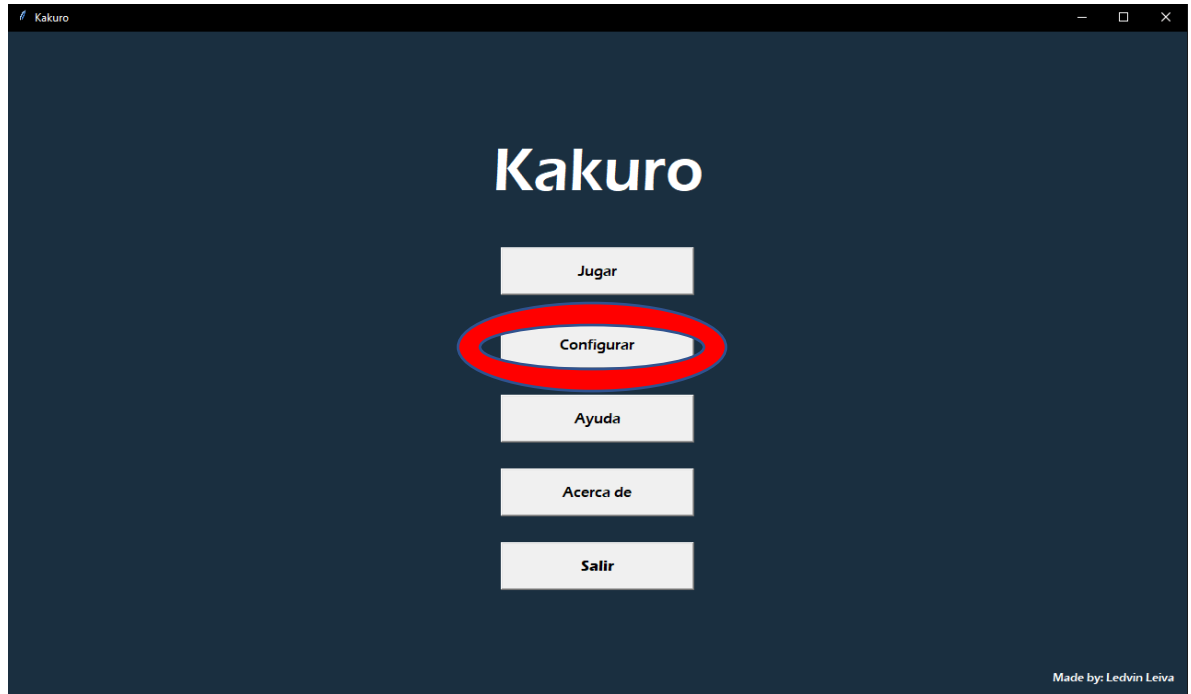 Kakuro
Kakuro
Jugar
Configurar
Ayuda
Acerca de
Salir
Made by: Ledvin Leiva